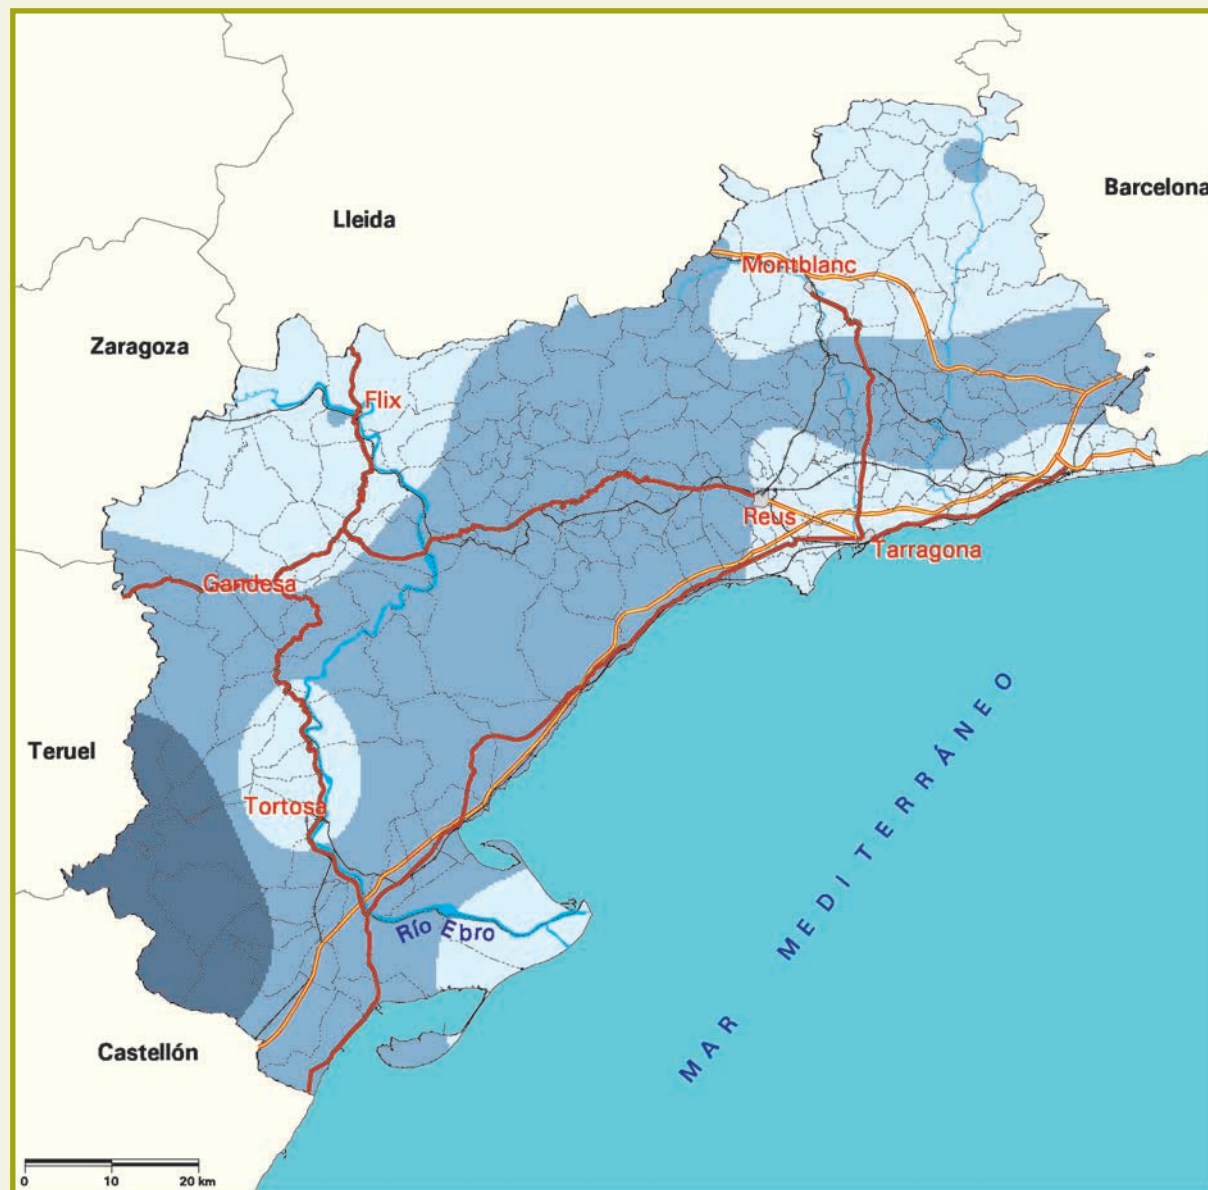 Barcelona
Lleida
Montblanc
Zaragoza
Flix
Reus
Tarragona
Gandesa
Teruel
Tortosa
Río Ebro
MAR MEDITERRÁNEO
Castellón
0 10 20 km